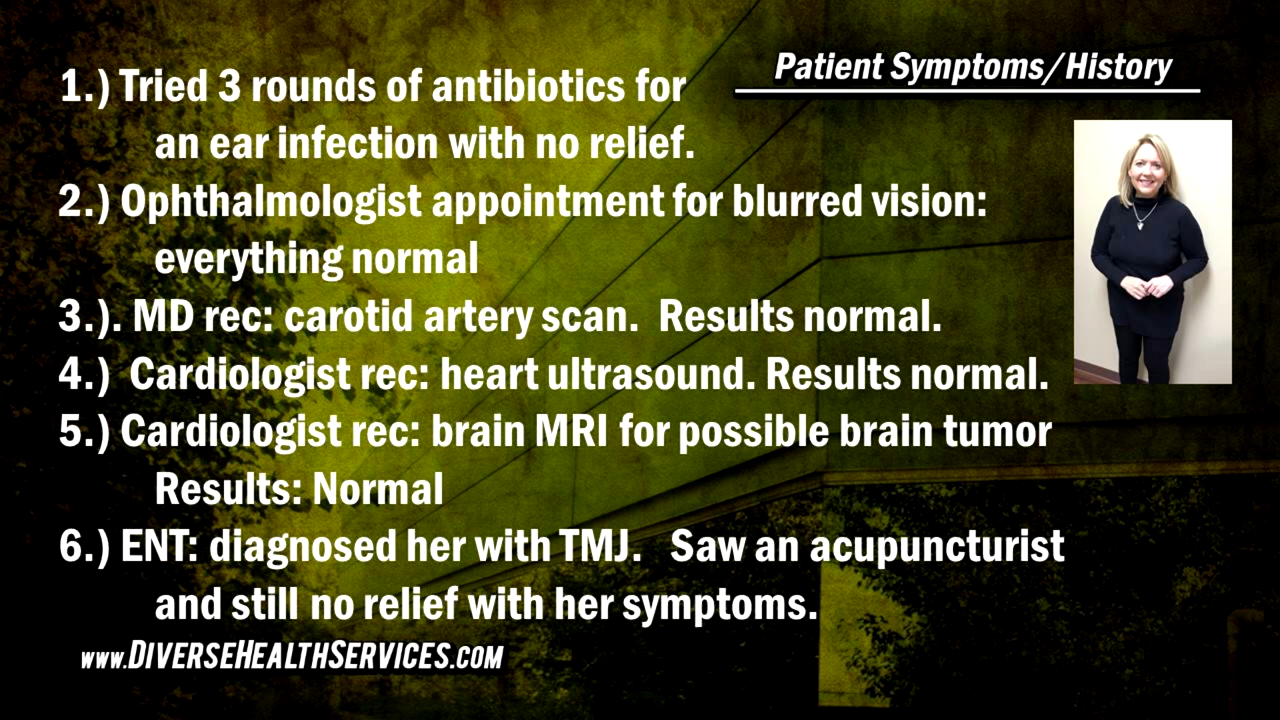 Patient Symptoms/History
1.) Tried 3 rounds of antibiotics for
an ear infection with no relief.
2.) Ophthalmologist appointment for blurred vision:
everything normal
3.). MD rec: carotid artery scan. Results normal.
4.) Cardiologist rec: heart ultrasound. Results normal.
5.) Cardiologist rec: brain MRI for possible brain tumor
Results: Normal
6.) ENT: diagnosed her with TMJ. Saw an acupuncturist
and still no relief with her symptoms.
www.DiverseHealthServices.com